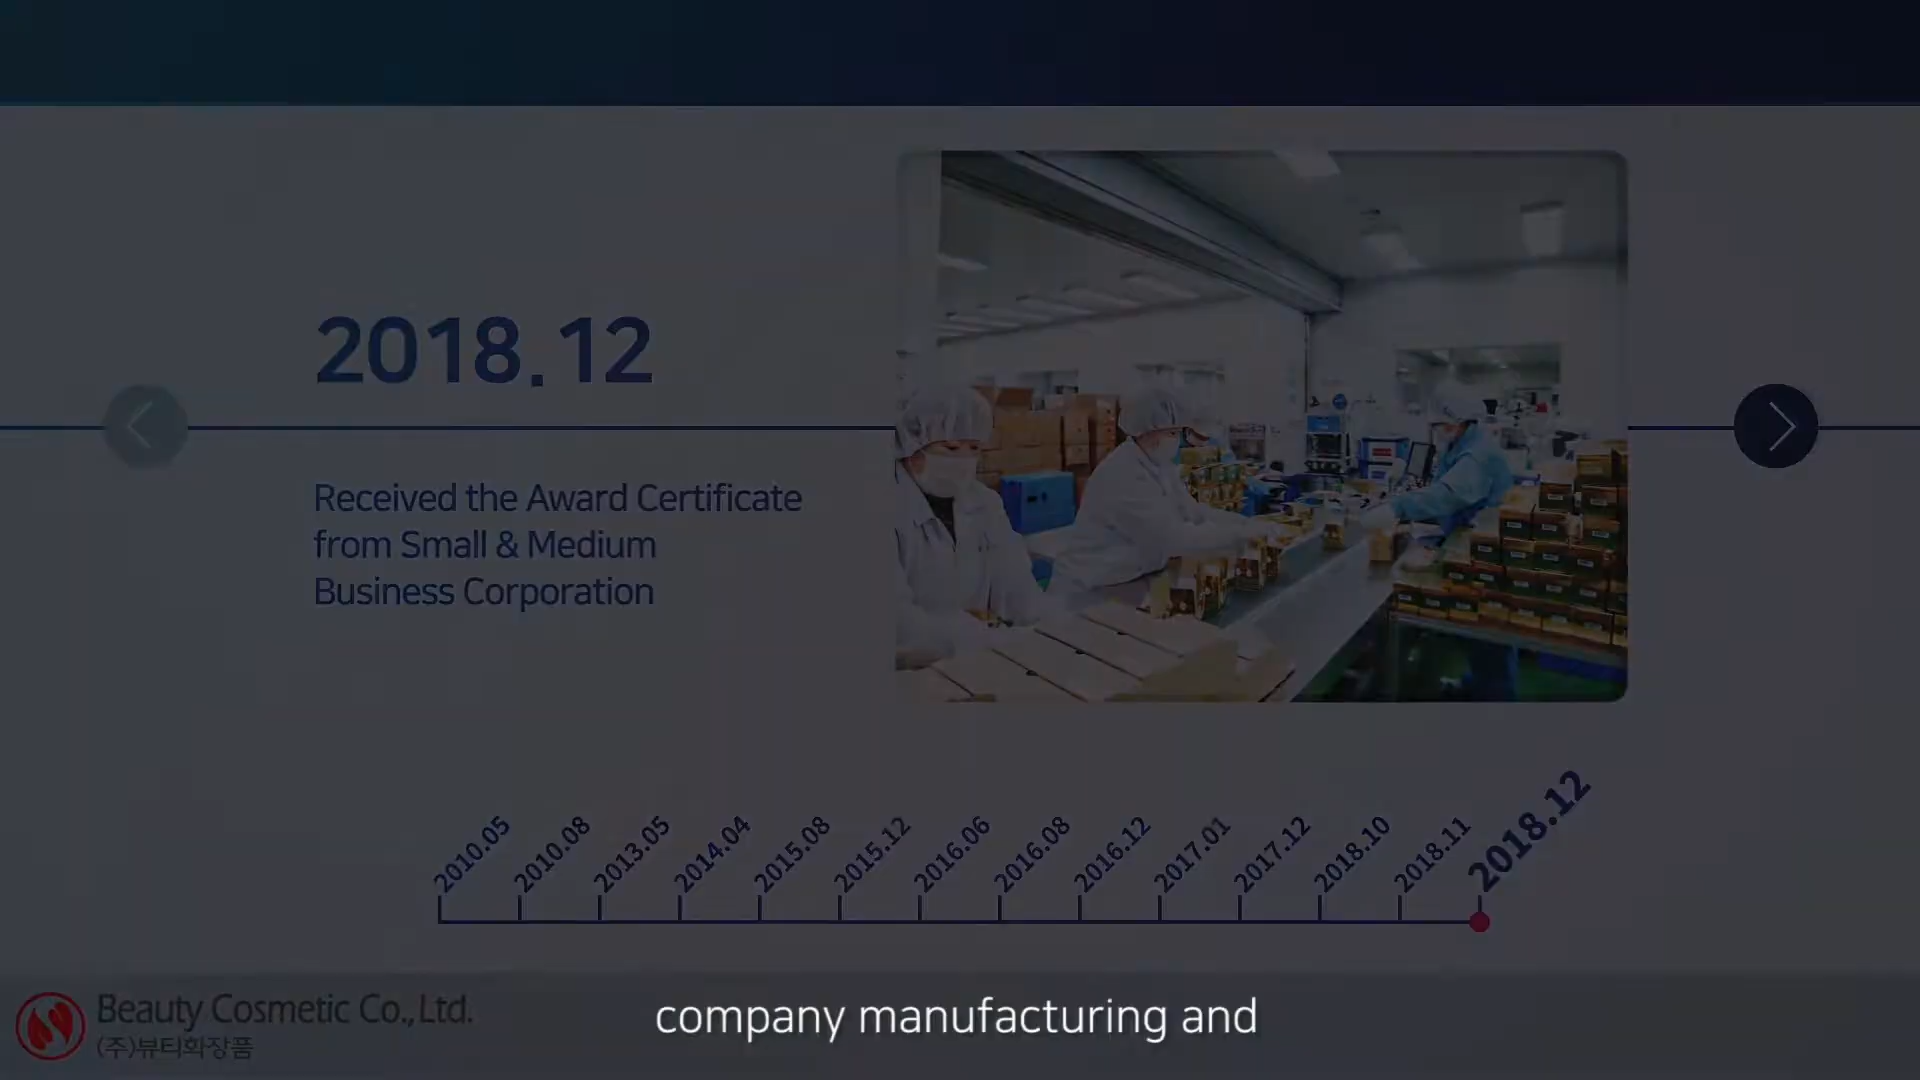 2018.12
Received the Award Certificate
from Small & Medium
Business Corporation
2010.05
2010.08
2013.05
2014.04
2015.08
2015.12
2016.06
2016.08
2016.12
2017.01
2017.12
2018.10
2018.11
2018.12
Beauty Cosmetic Co.,Ltd.
(주)뷰티화장품
company manufacturing and